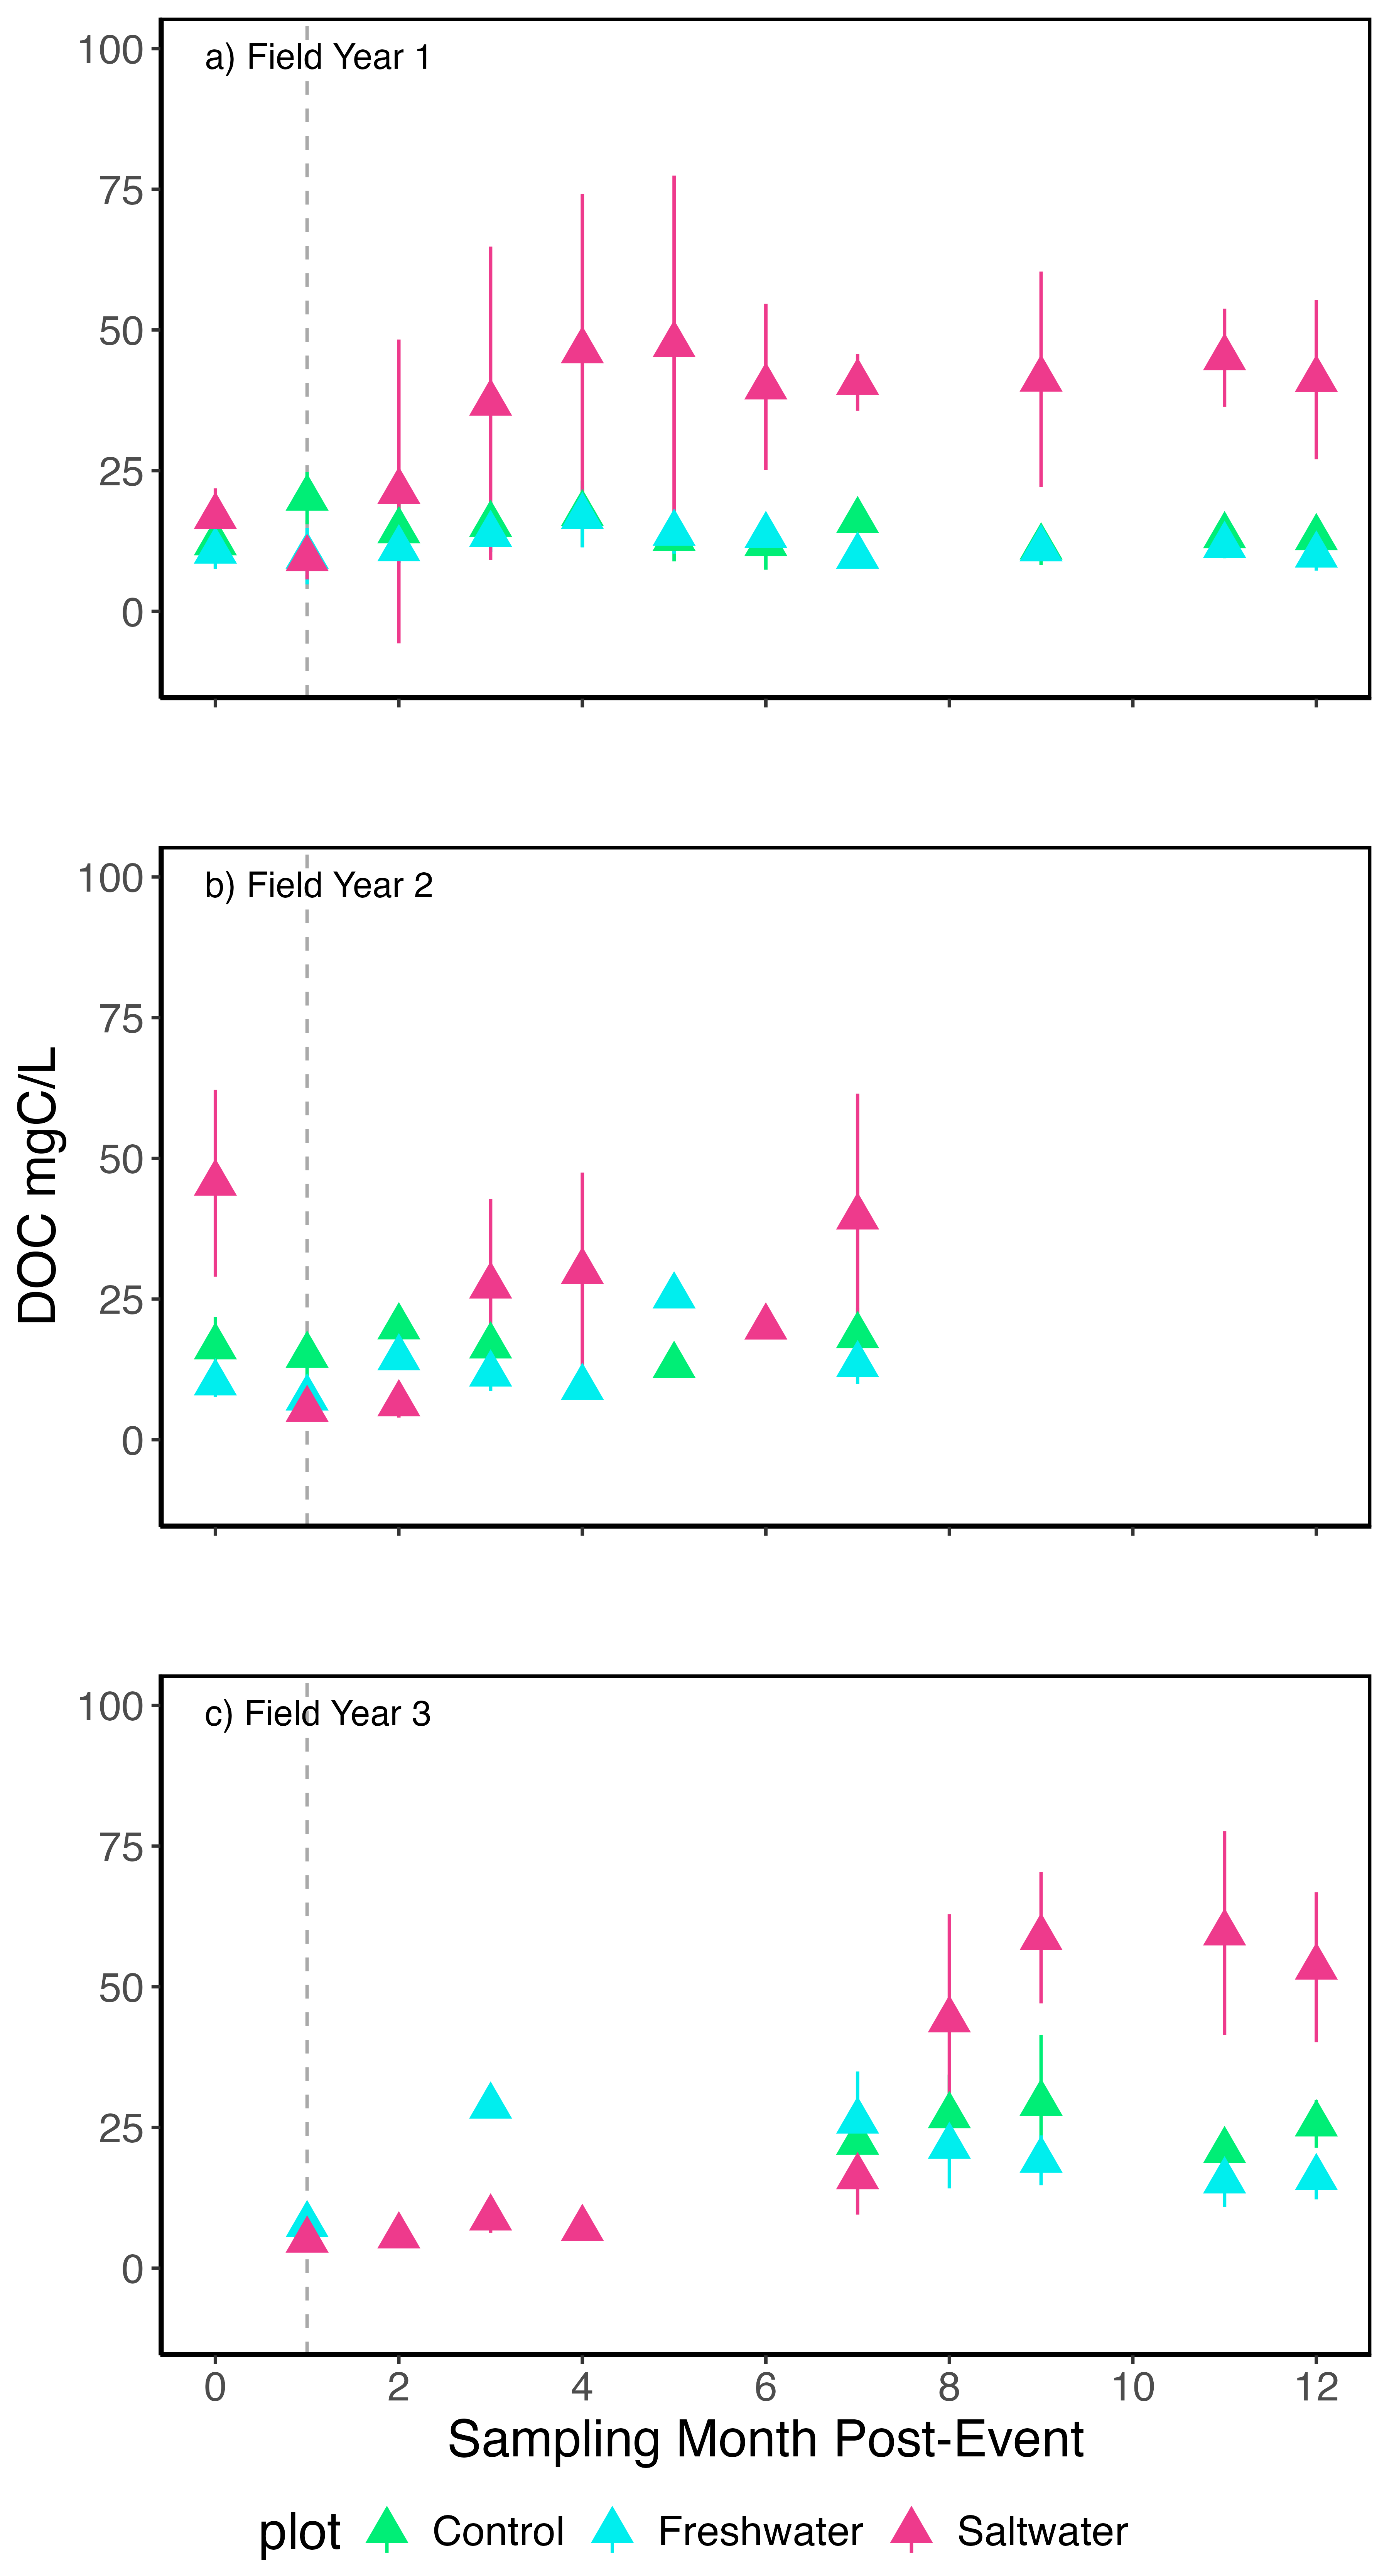 a) Field Year 1
100
75
50
25
0
b) Field Year 2
100
75
50
25
0
c) Field Year 3
100
75
50
25
0
DOC mgC/L
0 2 4 6 8 10 12
Sampling Month Post-Event
plot Control Freshwater Saltwater